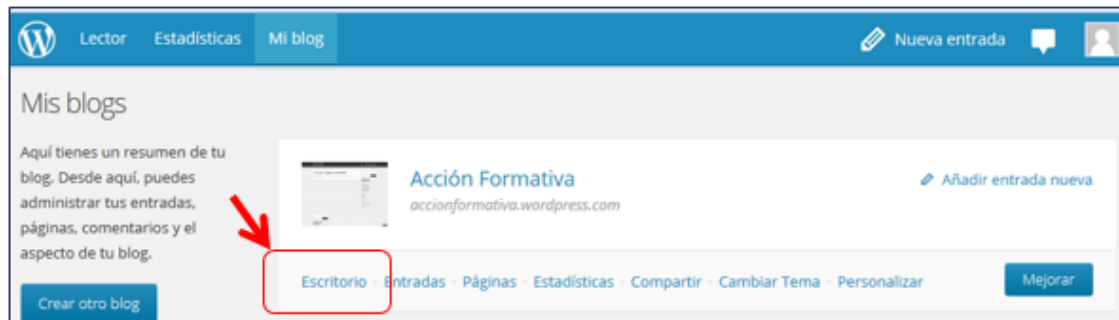 Lector Estadísticas Mi blog Nueva entrada
Mis blogs
Aquí tienes un resumen de tu
blog. Desde aquí, puedes
administrar tus entradas,
páginas, comentarios y el
aspecto de tu blog.
Crear otro blog
Acción Formativa
accionformativa.wordpress.com
Añadir entrada nueva
Escritorio · Entradas · Páginas · Estadísticas · Compartir · Cambiar Tema · Personalizar
Mejorar